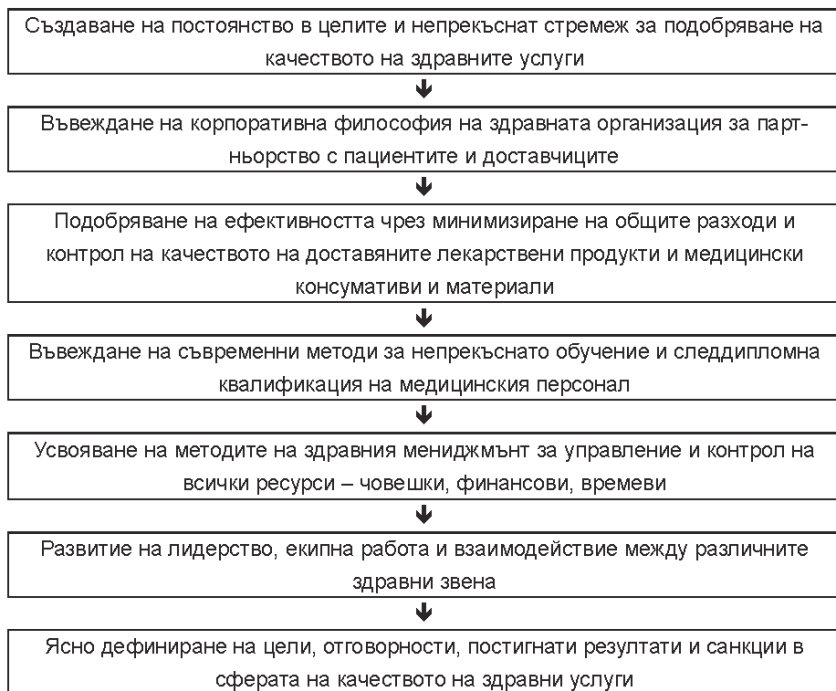 Създаване на постоянство в целите и непрекъснат стремеж за подобряване на
качеството на здравните услуги
Въвеждане на корпоративна философия на здравната организация за парт-
ньорство с пациентите и доставчиците
Подобряване на ефективността чрез минимизиране на общите разходи и
контрол на качеството на доставяните лекарствени продукти и медицински
консумативи и материали
Въвеждане на съвременни методи за непрекъснато обучение и следдипломна
квалификация на медицинския персонал
Усвояване на методите на здравния мениджмънт за управление и контрол на
всички ресурси – човешки, финансови, времеви
Развитие на лидерство, екипна работа и взаимодействие между различните
здравни звена
Ясно дефиниране на цели, отговорности, постигнати резултати и санкции в
сферата на качеството на здравни услуги